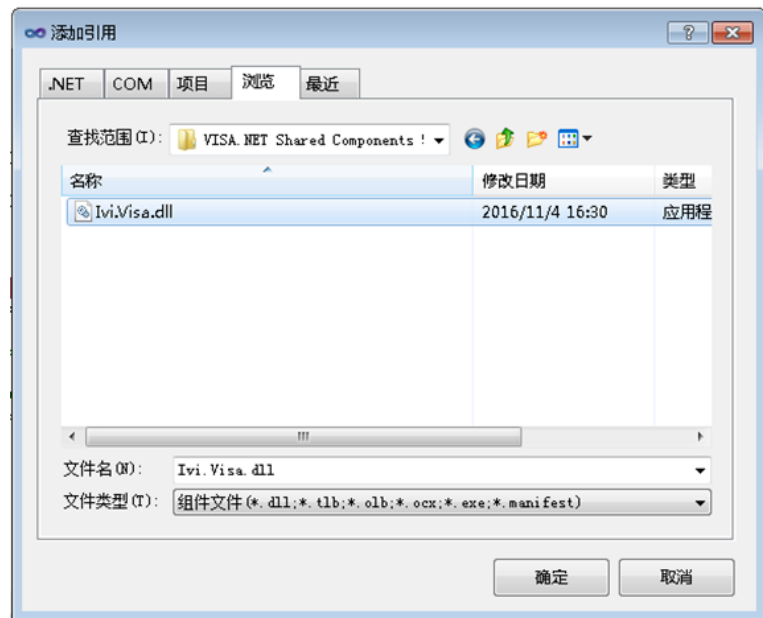 添加引用
.NET COM 项目 浏览 最近
查找范围(I): VISA.NET Shared Components !
名称 修改日期 类型
Ivi.Visa.dll 2016/11/4 16:30 应用程
文件名(N): Ivi.Visa.dll
文件类型(T): 组件文件(*.dll;*.tlb;*.olb;*.ocx;*.exe;*.manifest)
确定 取消